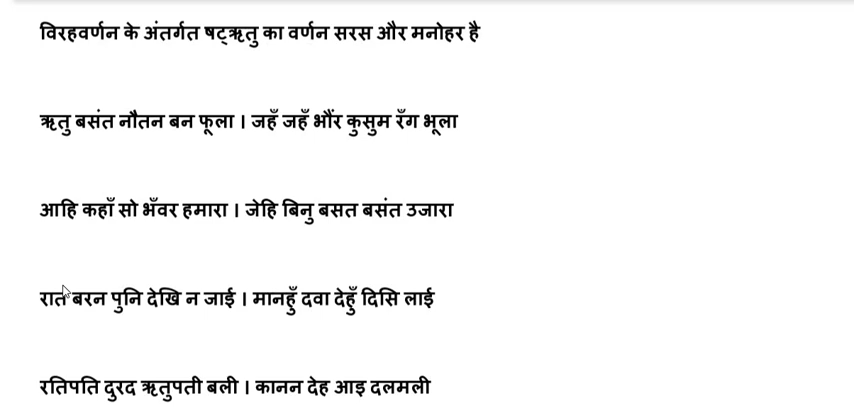 विरहवर्णन के अंतर्गत षट्ऋतु का वर्णन सरस और मनोहर है
ऋतु बसंत नौतन बन फूला । जहँ जहँ भौंर कुसुम रँग भूला
आहि कहाँ सो भँवर हमारा । जेहि बिनु बसत बसंत उजारा
रात बरन पुनि देखि न जाई । मानहुँ दवा देहुँ दिसि लाई
रतिपति दुरद ऋतुपती बली । कानन देह आइ दलमली